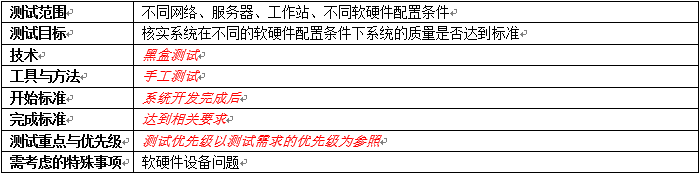 测试范围 不同网络、服务器、工作站、不同软硬件配置条件
测试目标 核实系统在不同的软硬件配置条件下系统的质量是否达到标准
技术 黑盒测试
工具与方法 手工测试
开始标准 系统开发完成后
完成标准 达到相关要求
测试重点与优先级 测试优先级以测试需求的优先级为参照
需考虑的特殊事项 软硬件设备问题